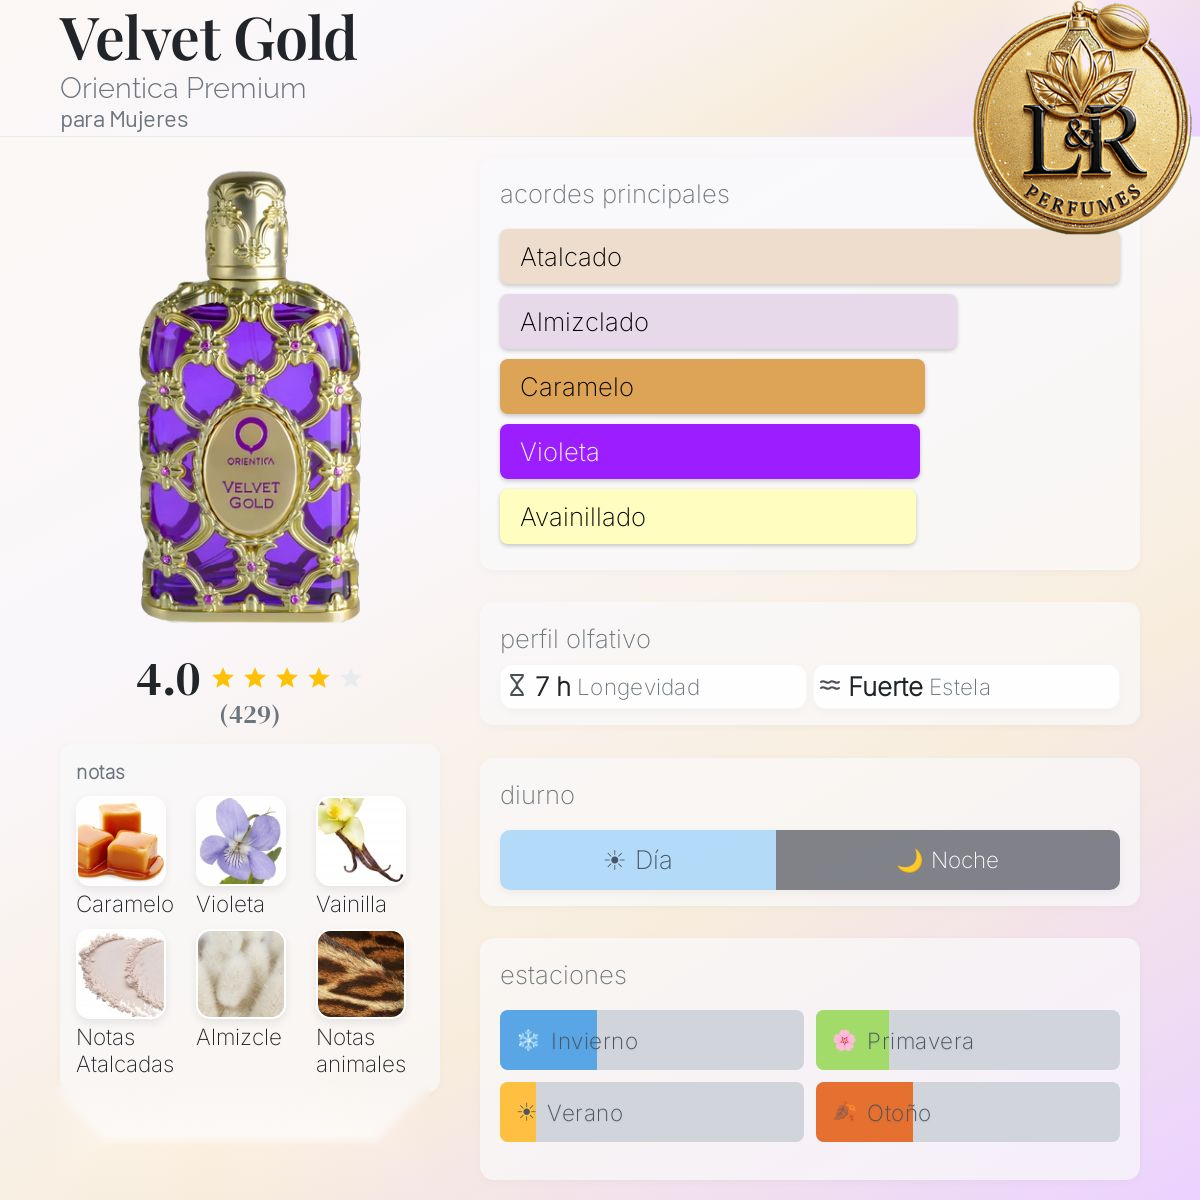 Velvet Gold
Orientica Premium
para Mujeres
L&R
PERFUMES
acordes principales
Atalcado
Almizclado
Caramelo
Violeta
Avainillado
ORIENTICA
VELVET
GOLD
4.0
(429)
notas
Caramelo
Violeta
Vainilla
Notas
Atalcadas
Almizcle
Notas
animales
perfil olfativo
7 h Longevidad
Fuerte Estela
diurno
Día
Noche
estaciones
Invierno
Primavera
Verano
Otoño